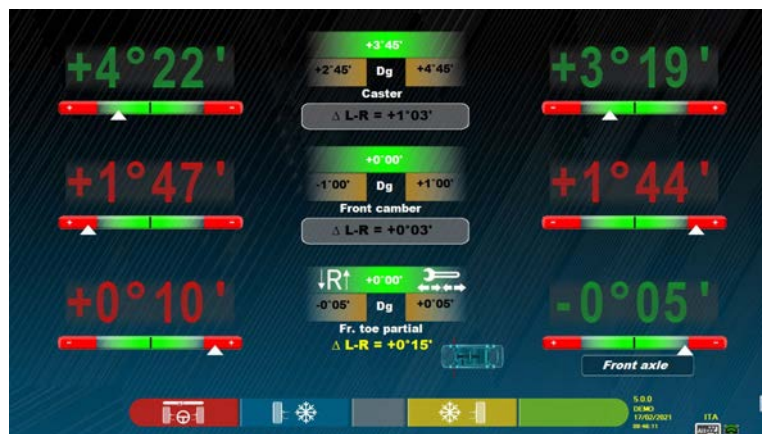 +4°22'
+3°45'
+2°45' Dg +4°45'
Caster
Δ L-R = +1°03'
+3°19'
+ -
+ -
+1°47'
+0°00'
-1°00' Dg +1°00'
Front camber
Δ L-R = +0°03'
+1°44'
+ -
- +
+0°10'
↓R↑ +0°00'
-0°05' Dg +0°05'
Fr. toe partial
Δ L-R = +0°15'
-0°05'
- +
- +
Front axle
5.0.0
DEMO
17/02/2021
ITA